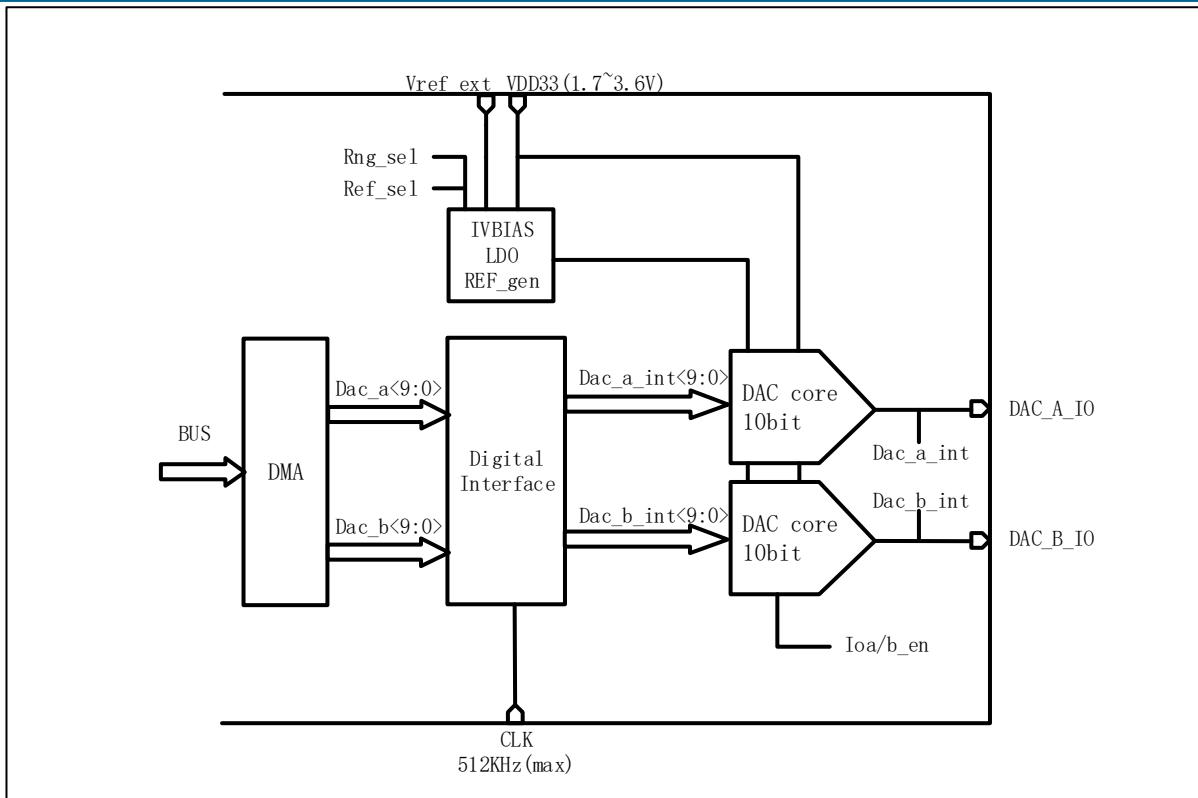 Vref ext VDD33(1.7~3.6V)
Rng_sel
Ref_sel
IVBIAS
LDO
REF_gen
BUS
DMA
Dac_a<9:0>
Dac_b<9:0>
Digital
Interface
Dac_a_int<9:0>
Dac_b_int<9:0>
DAC core
10bit
DAC_A_IO
Dac_a_int
DAC core
10bit
Dac_b_int
DAC_B_IO
Ioa/b_en
CLK
512KHz(max)